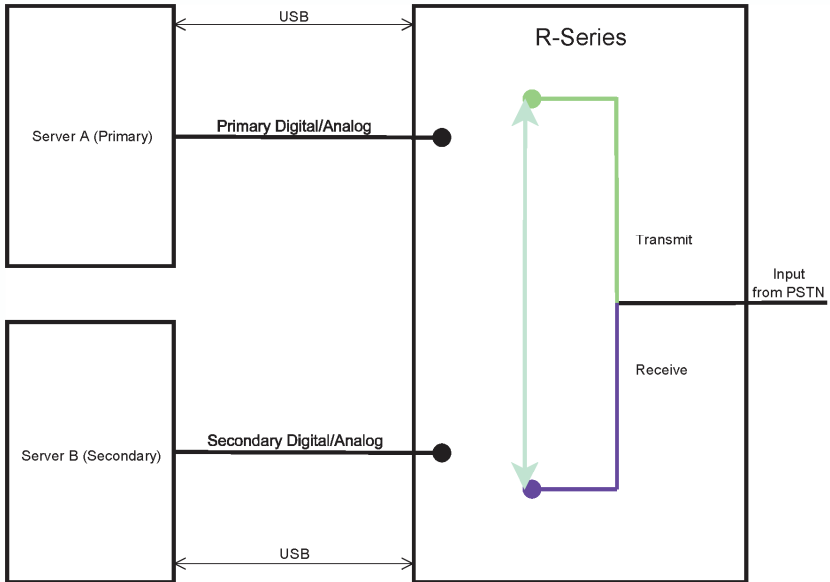 USB
R-Series
Primary Digital/Analog
Server A (Primary)
Transmit
Input
from PSTN
Receive
Secondary Digital/Analog
Server B (Secondary)
USB